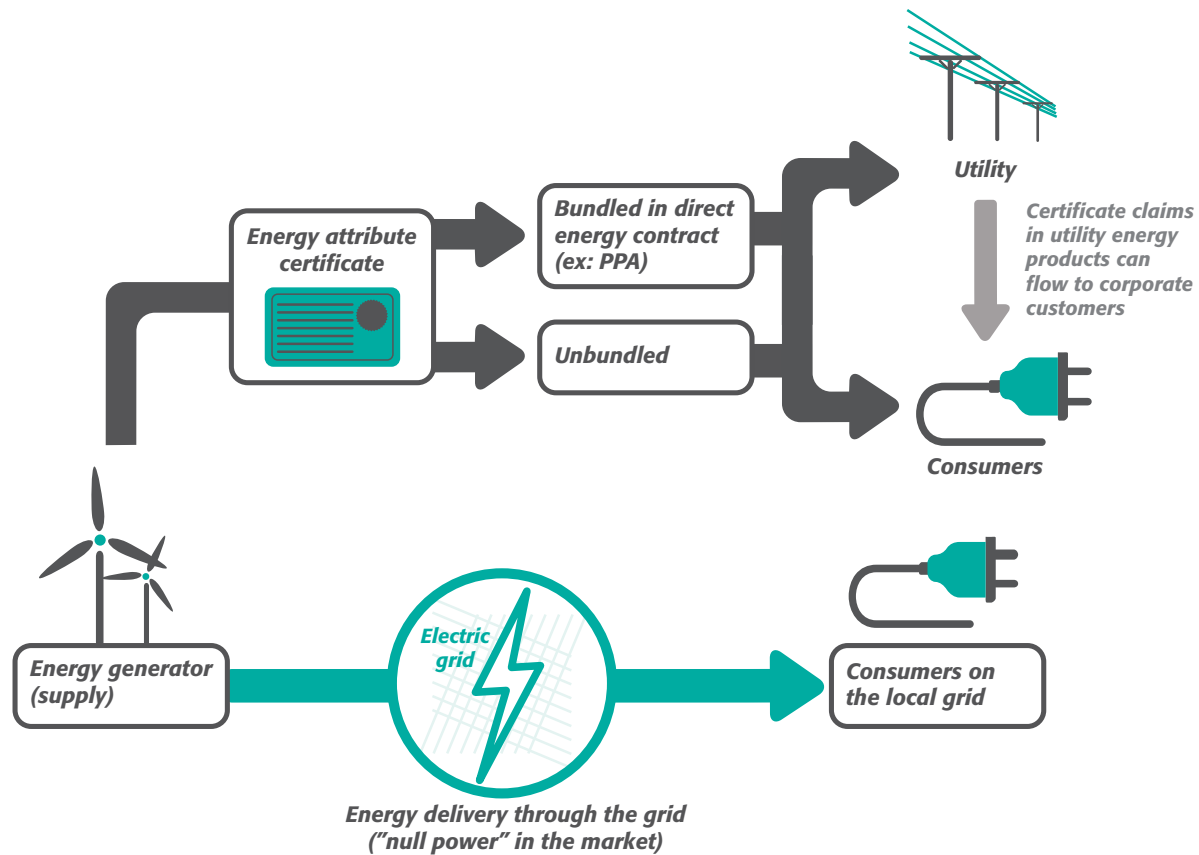 Utility
Certificate claims
in utility energy
products can
flow to corporate
customers
Energy attribute
certificate
Bundled in direct
energy contract
(ex: PPA)
Unbundled
Consumers
Energy generator
(supply)
Electric
grid
Consumers on
the local grid
Energy delivery through the grid
(”null power” in the market)